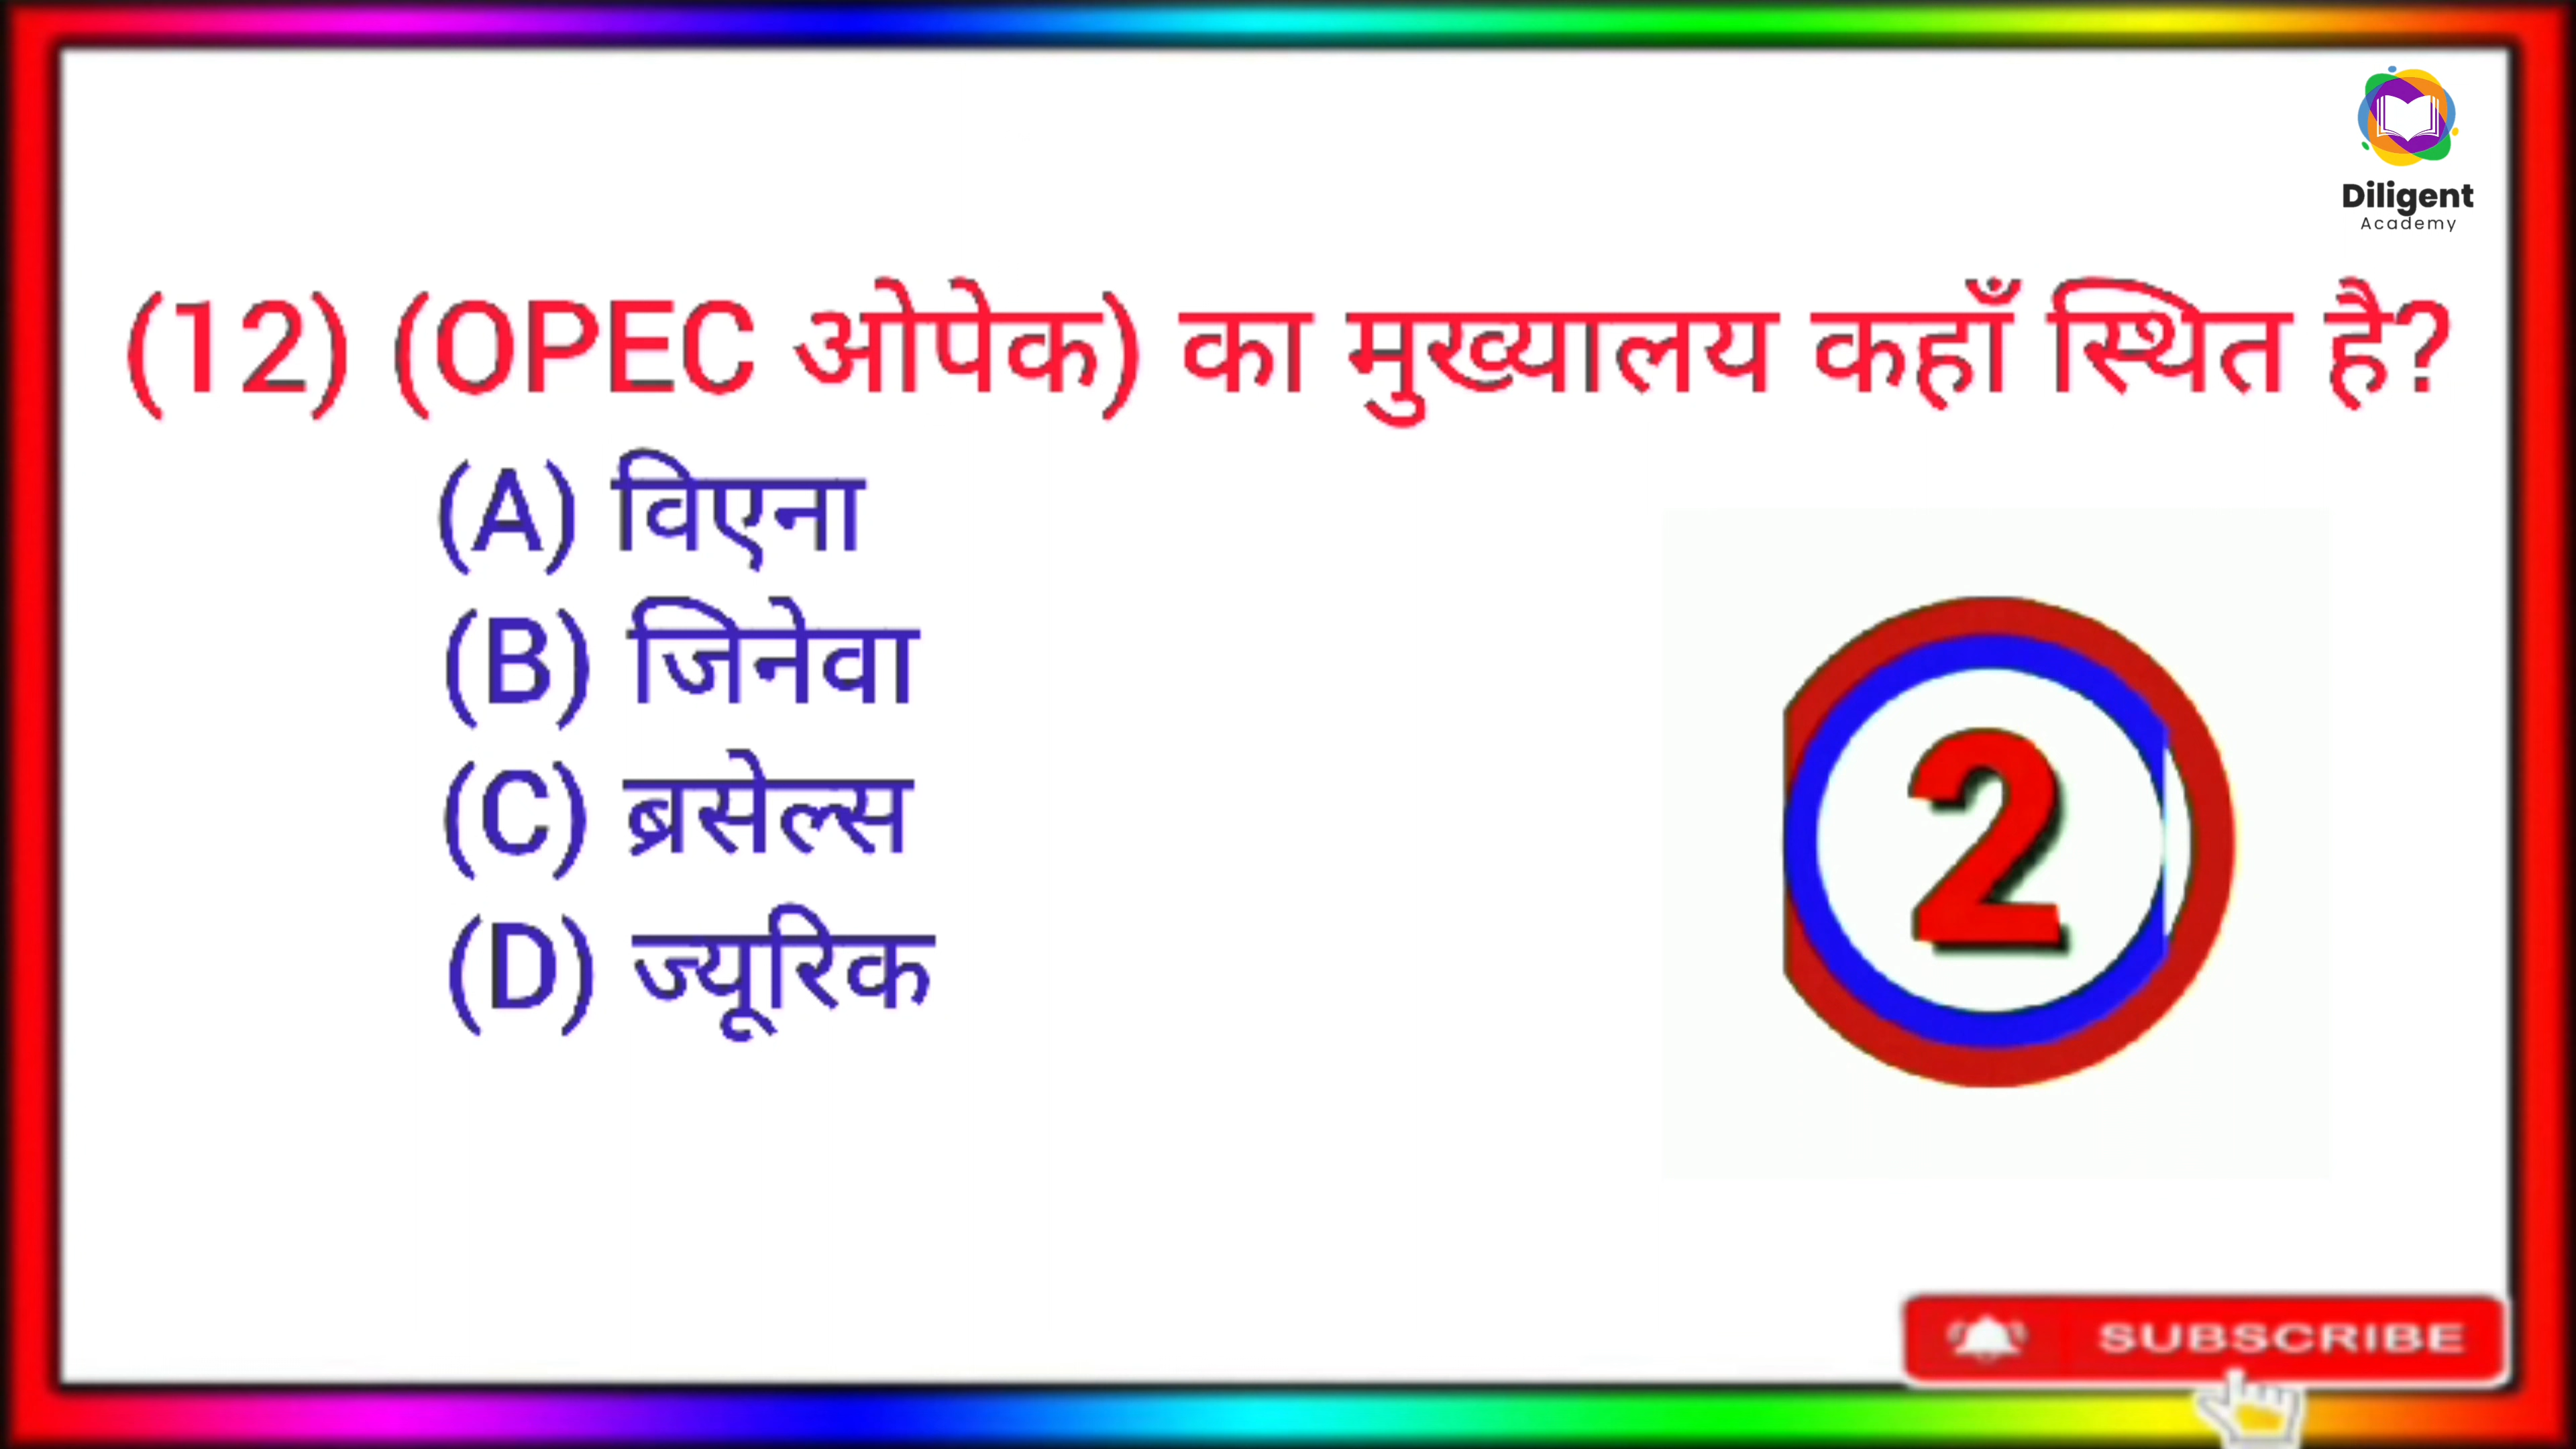 Diligent
Academy
(12) (OPEC ओपेक) का मुख्यालय कहाँ स्थित है?
(A) विएना
(B) जिनेवा
(C) ब्रसेल्स
(D) ज्यूरिक
2
SUBSCRIBE